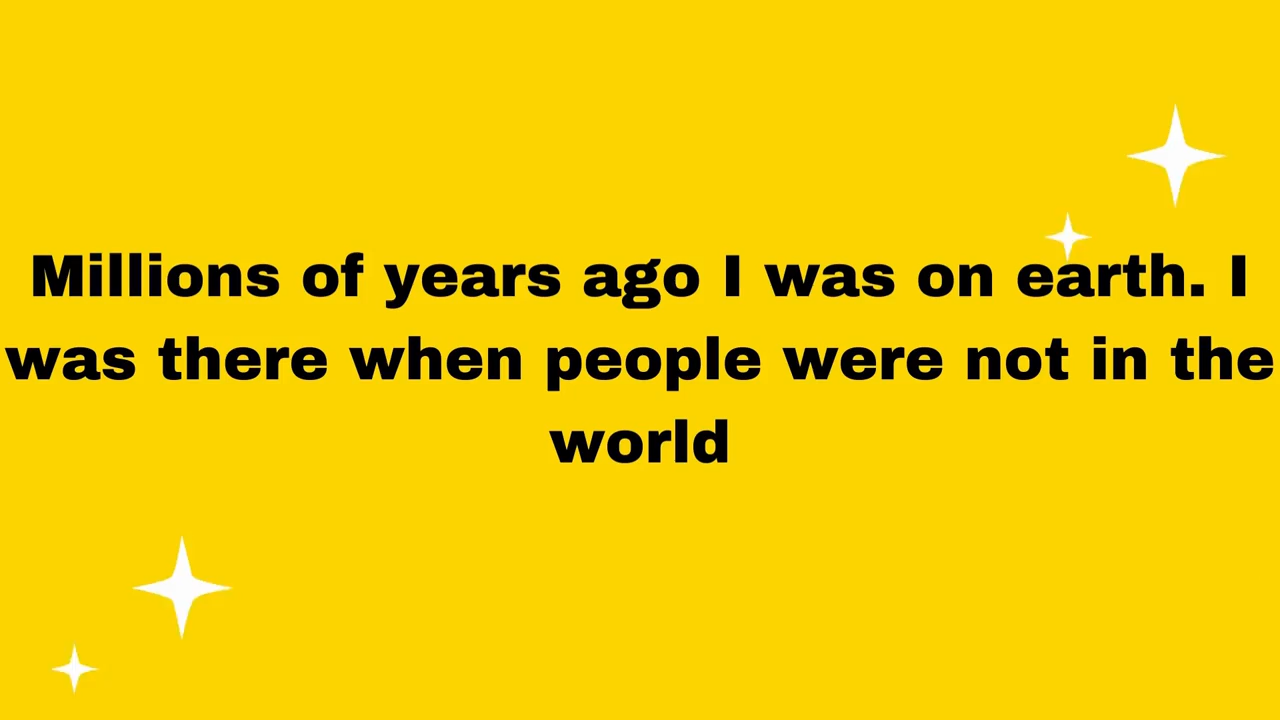 Millions of years ago I was on earth. I
was there when people were not in the
world